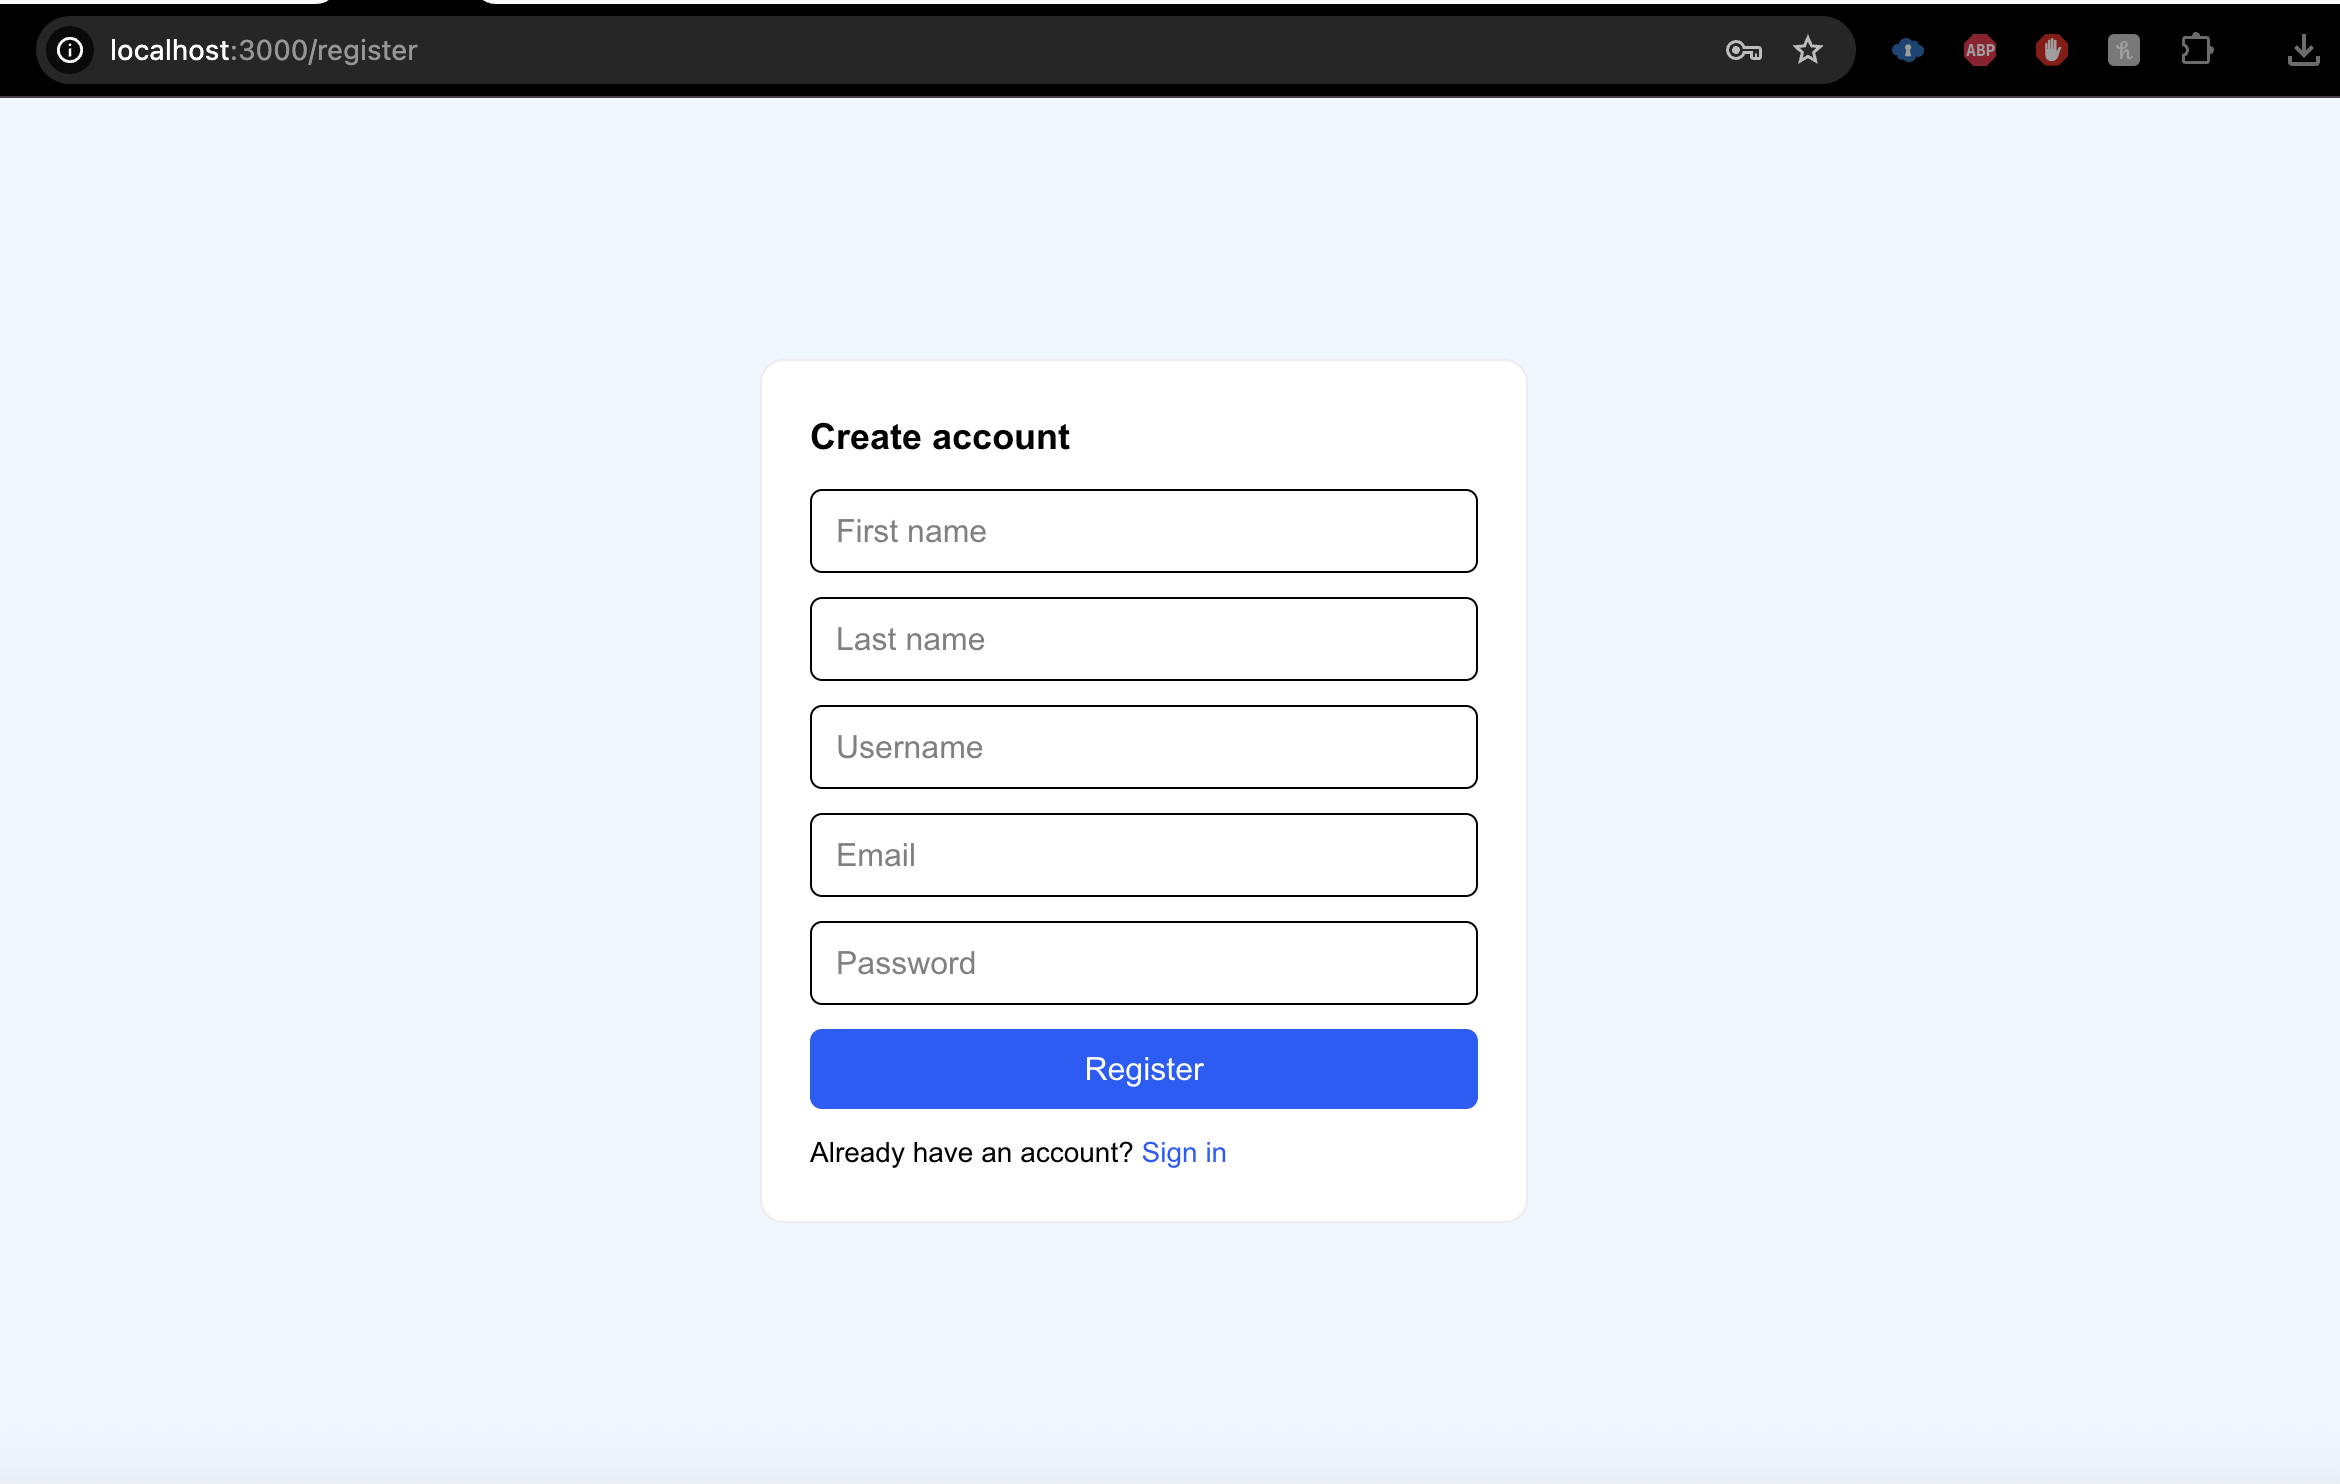 localhost:3000/register
ABP
h
Create account
First name
Last name
Username
Email
Password
Register
Already have an account? Sign in